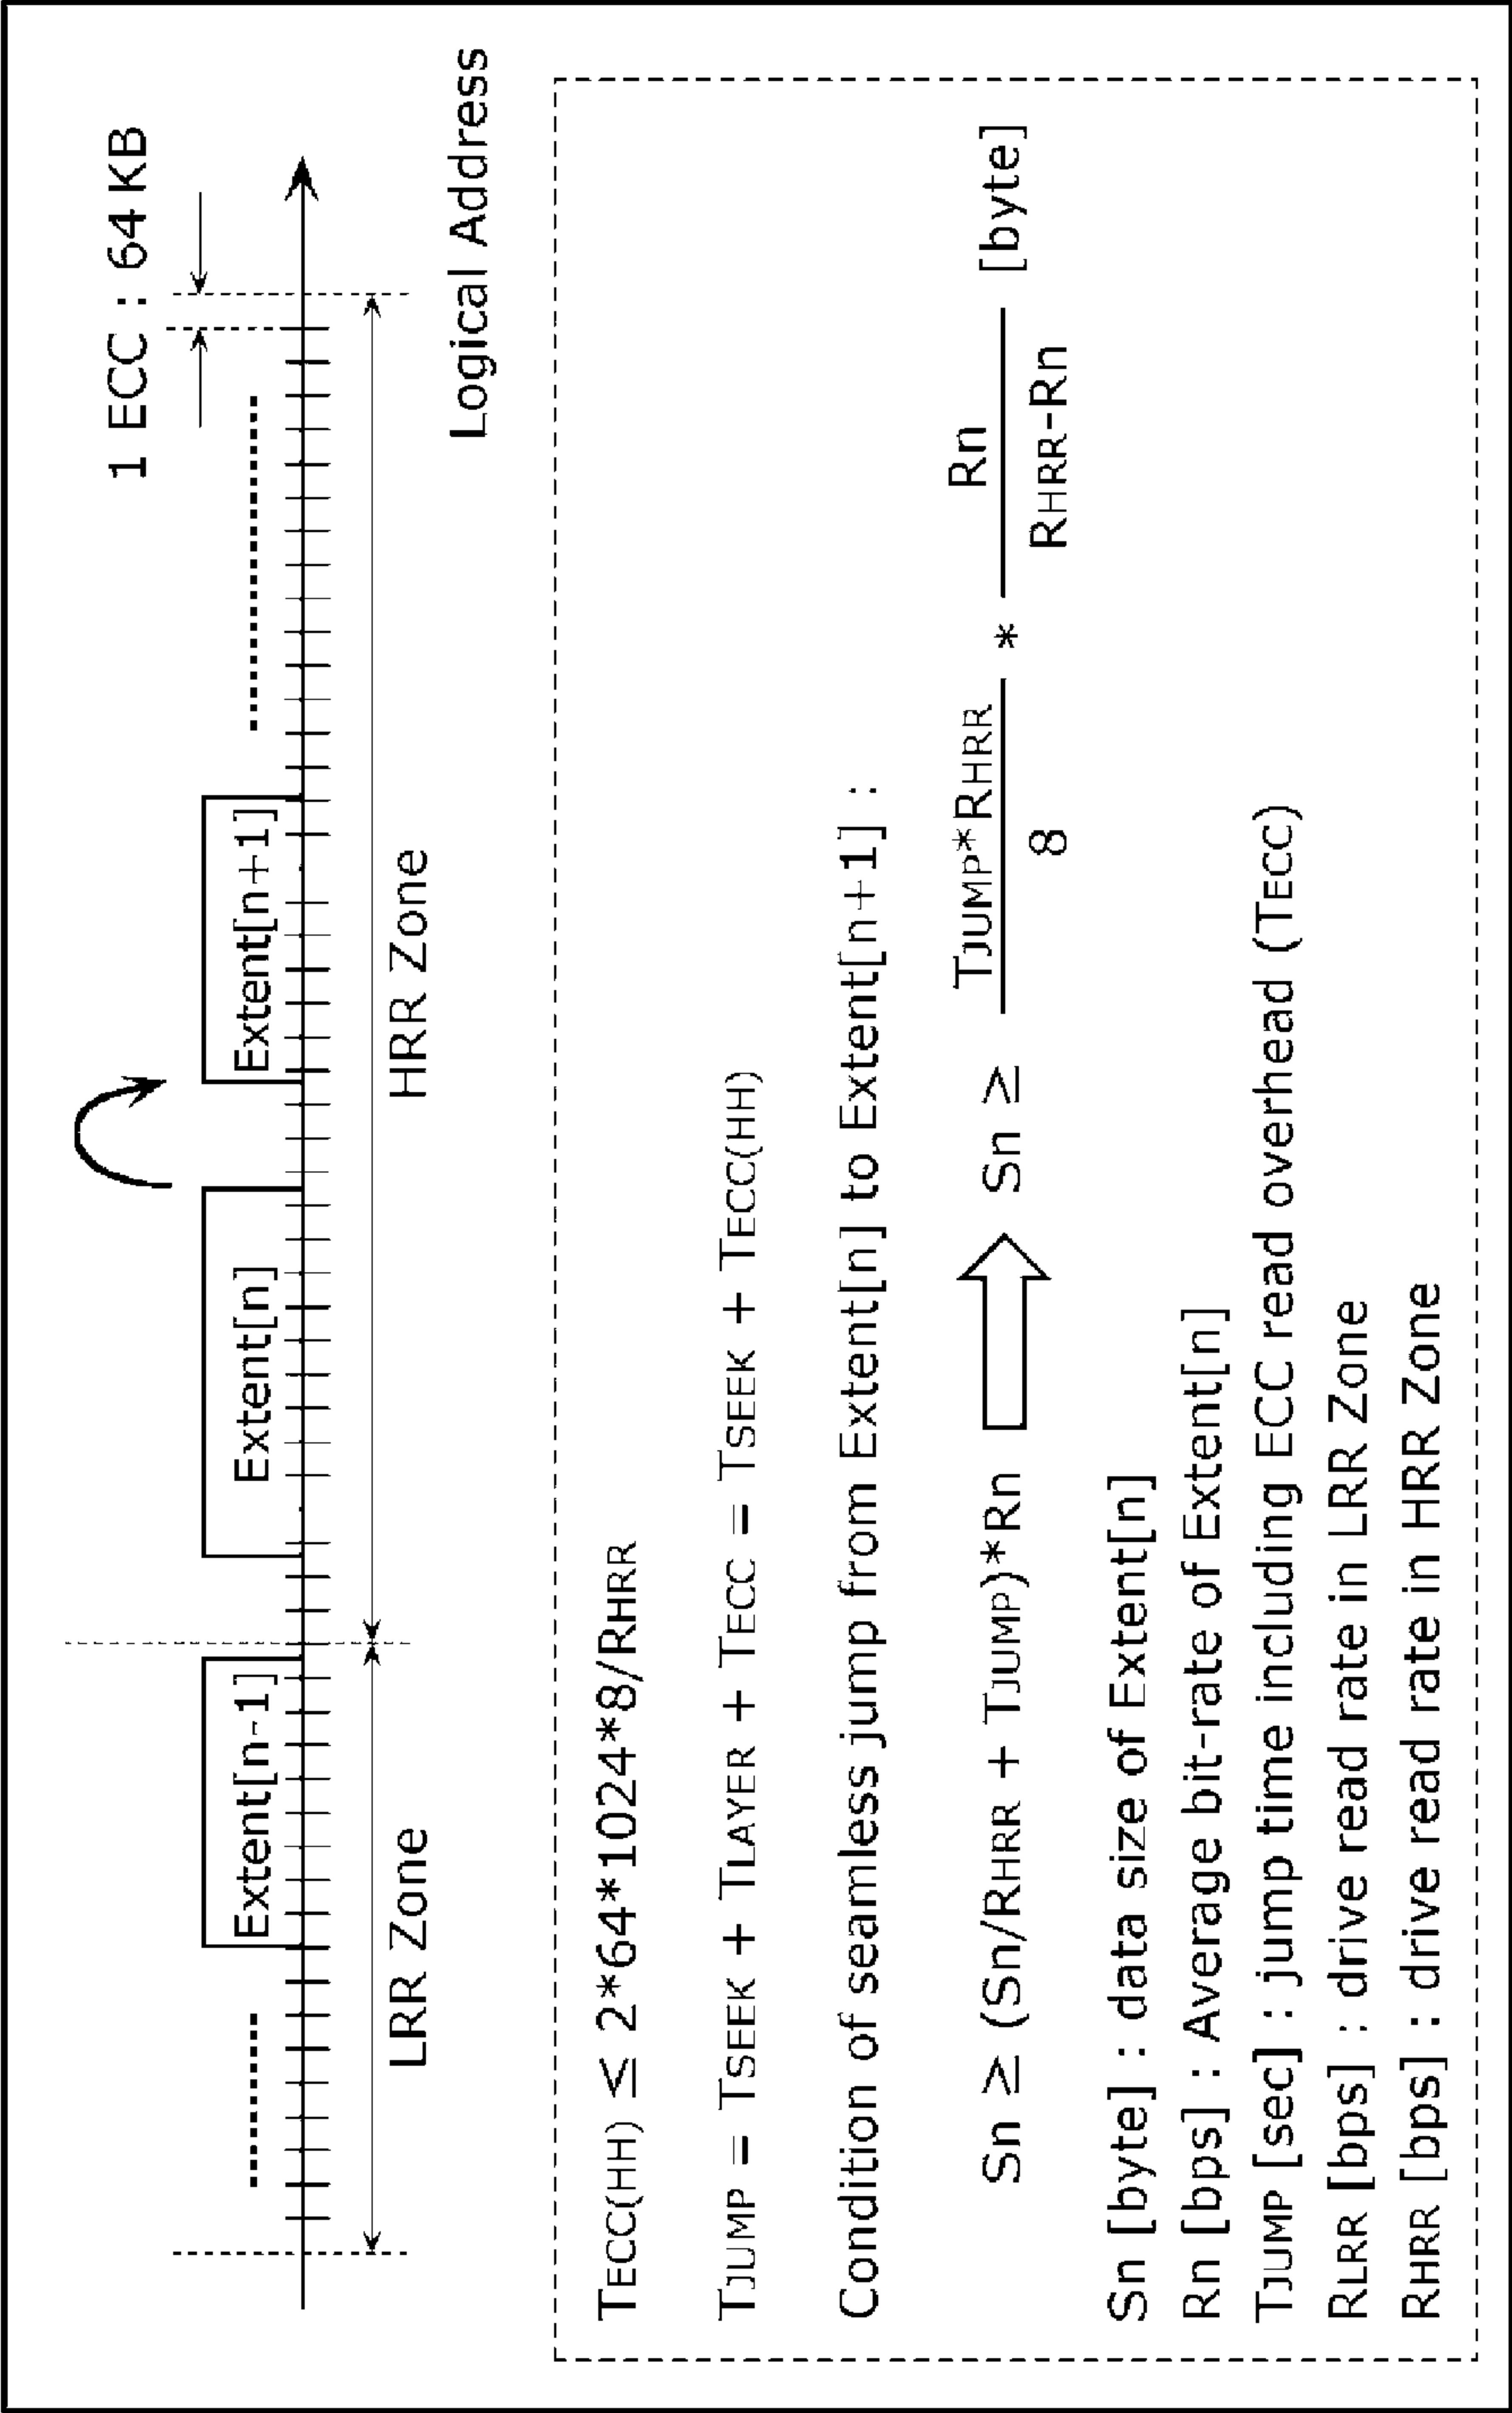 1 ECC : 64 KB
Extent[n-1]
Extent[n]
Extent[n+1]
LRR Zone
HRR Zone
Logical Address
TECC(HH) ≤ 2*64*1024*8/RHRR
TJUMP = TSEEK + TLAYER + TECC = TSEEK + TECC(HH)
Condition of seamless jump from Extent[n] to Extent[n+1] :
Sn ≥ (Sn/RHRR + TJUMP)*Rn ⇨ Sn ≥ TJUMP*RHRR / 8 * Rn / RHRR-Rn [byte]
Sn [byte] : data size of Extent[n]
Rn [bps] : Average bit-rate of Extent[n]
TJUMP [sec] : jump time including ECC read overhead (TECC)
RLRR [bps] : drive read rate in LRR Zone
RHRR [bps] : drive read rate in HRR Zone